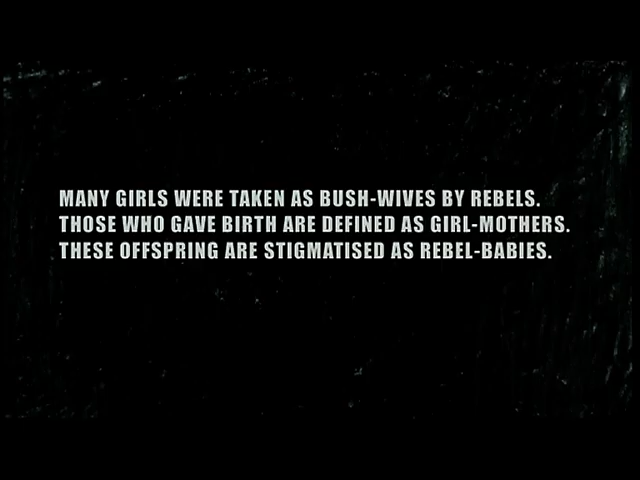 MANY GIRLS WERE TAKEN AS BUSH-WIVES BY REBELS.
THOSE WHO GAVE BIRTH ARE DEFINED AS GIRL-MOTHERS.
THESE OFFSPRING ARE STIGMATISED AS REBEL-BABIES.